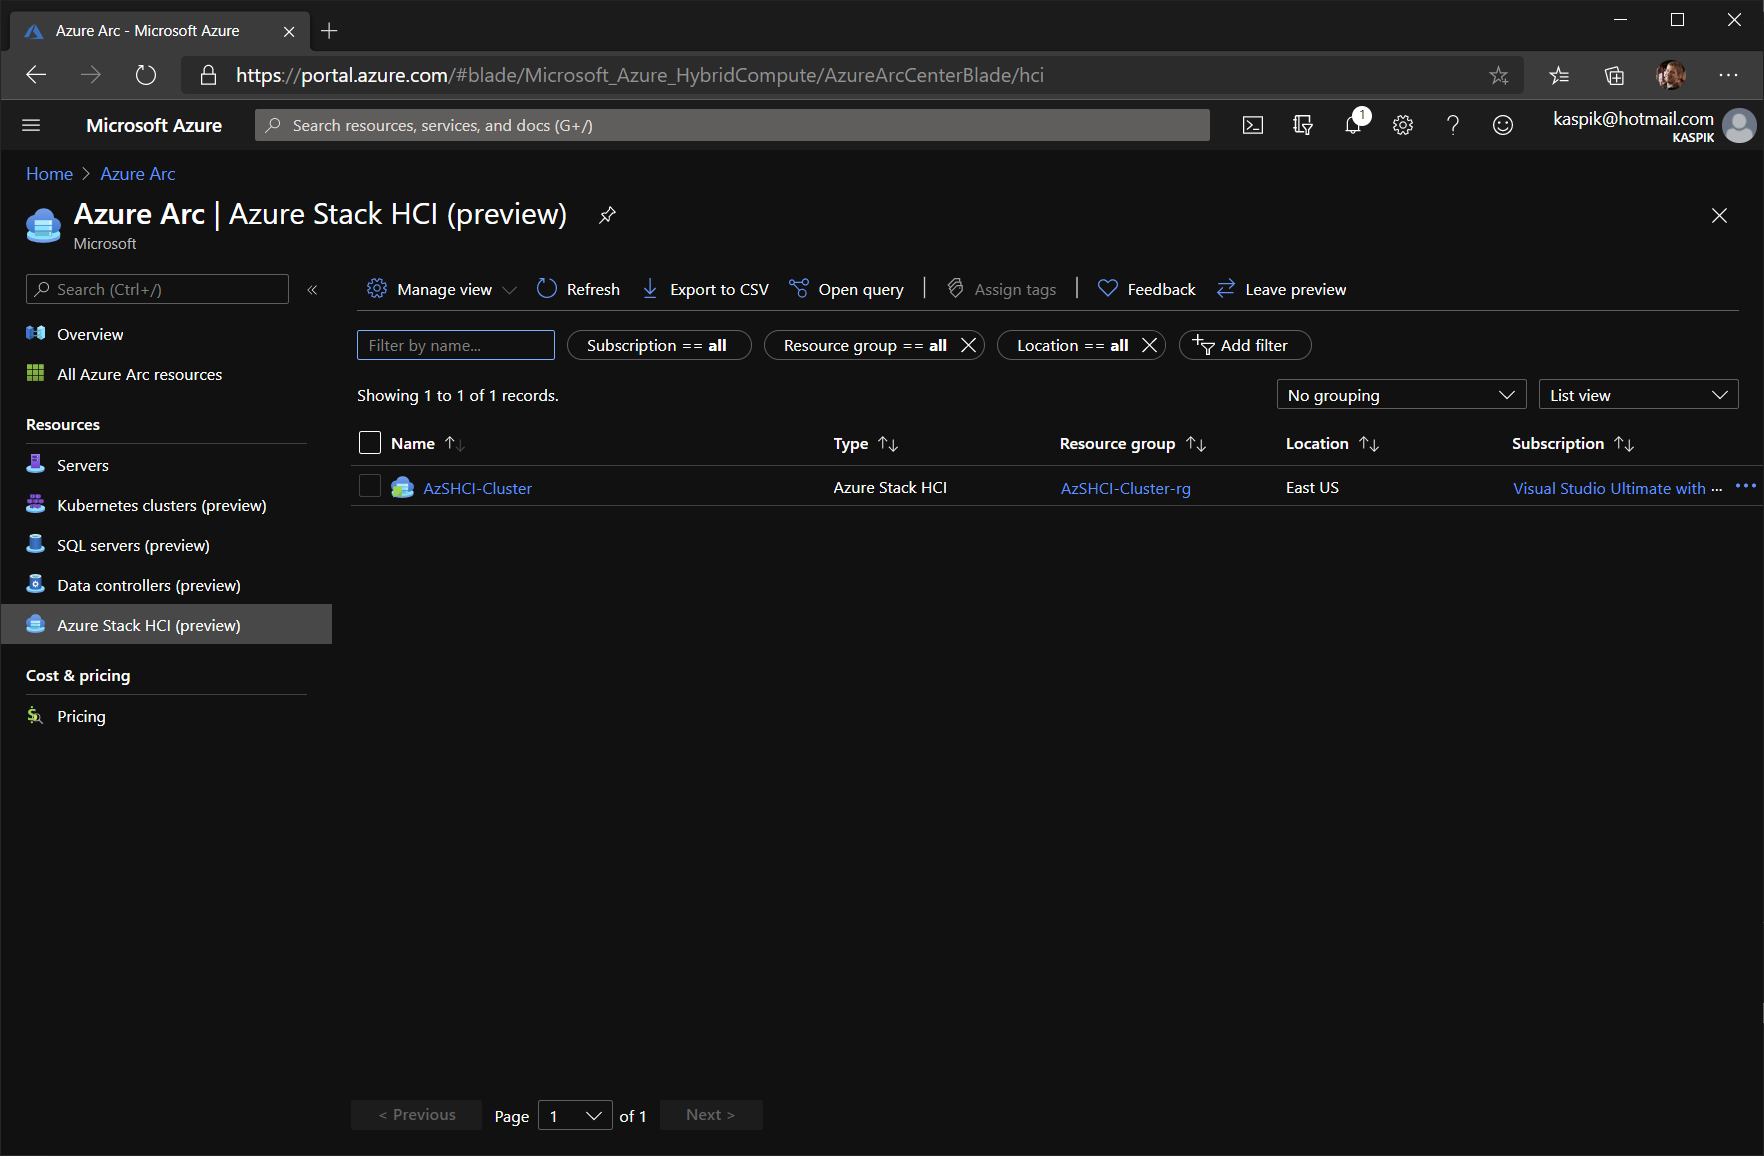 Azure Arc - Microsoft Azure
https://portal.azure.com/#blade/Microsoft_Azure_HybridCompute/AzureArcCenterBlade/hci
Microsoft Azure
Search resources, services, and docs (G+/)
1
kaspik@hotmail.com
KASPIK
Home > Azure Arc
Azure Arc | Azure Stack HCI (preview)
Microsoft
Search (Ctrl+/)
«
Overview
All Azure Arc resources
Resources
Servers
Kubernetes clusters (preview)
SQL servers (preview)
Data controllers (preview)
Azure Stack HCI (preview)
Cost & pricing
Pricing
Manage view Refresh Export to CSV Open query | Assign tags | Feedback Leave preview
Filter by name... Subscription == all Resource group == all Location == all Add filter
Showing 1 to 1 of 1 records. No grouping List view
Name Type Resource group Location Subscription
AzSHCI-Cluster Azure Stack HCI AzSHCI-Cluster-rg East US Visual Studio Ultimate with ...
< Previous Page 1 of 1 Next >